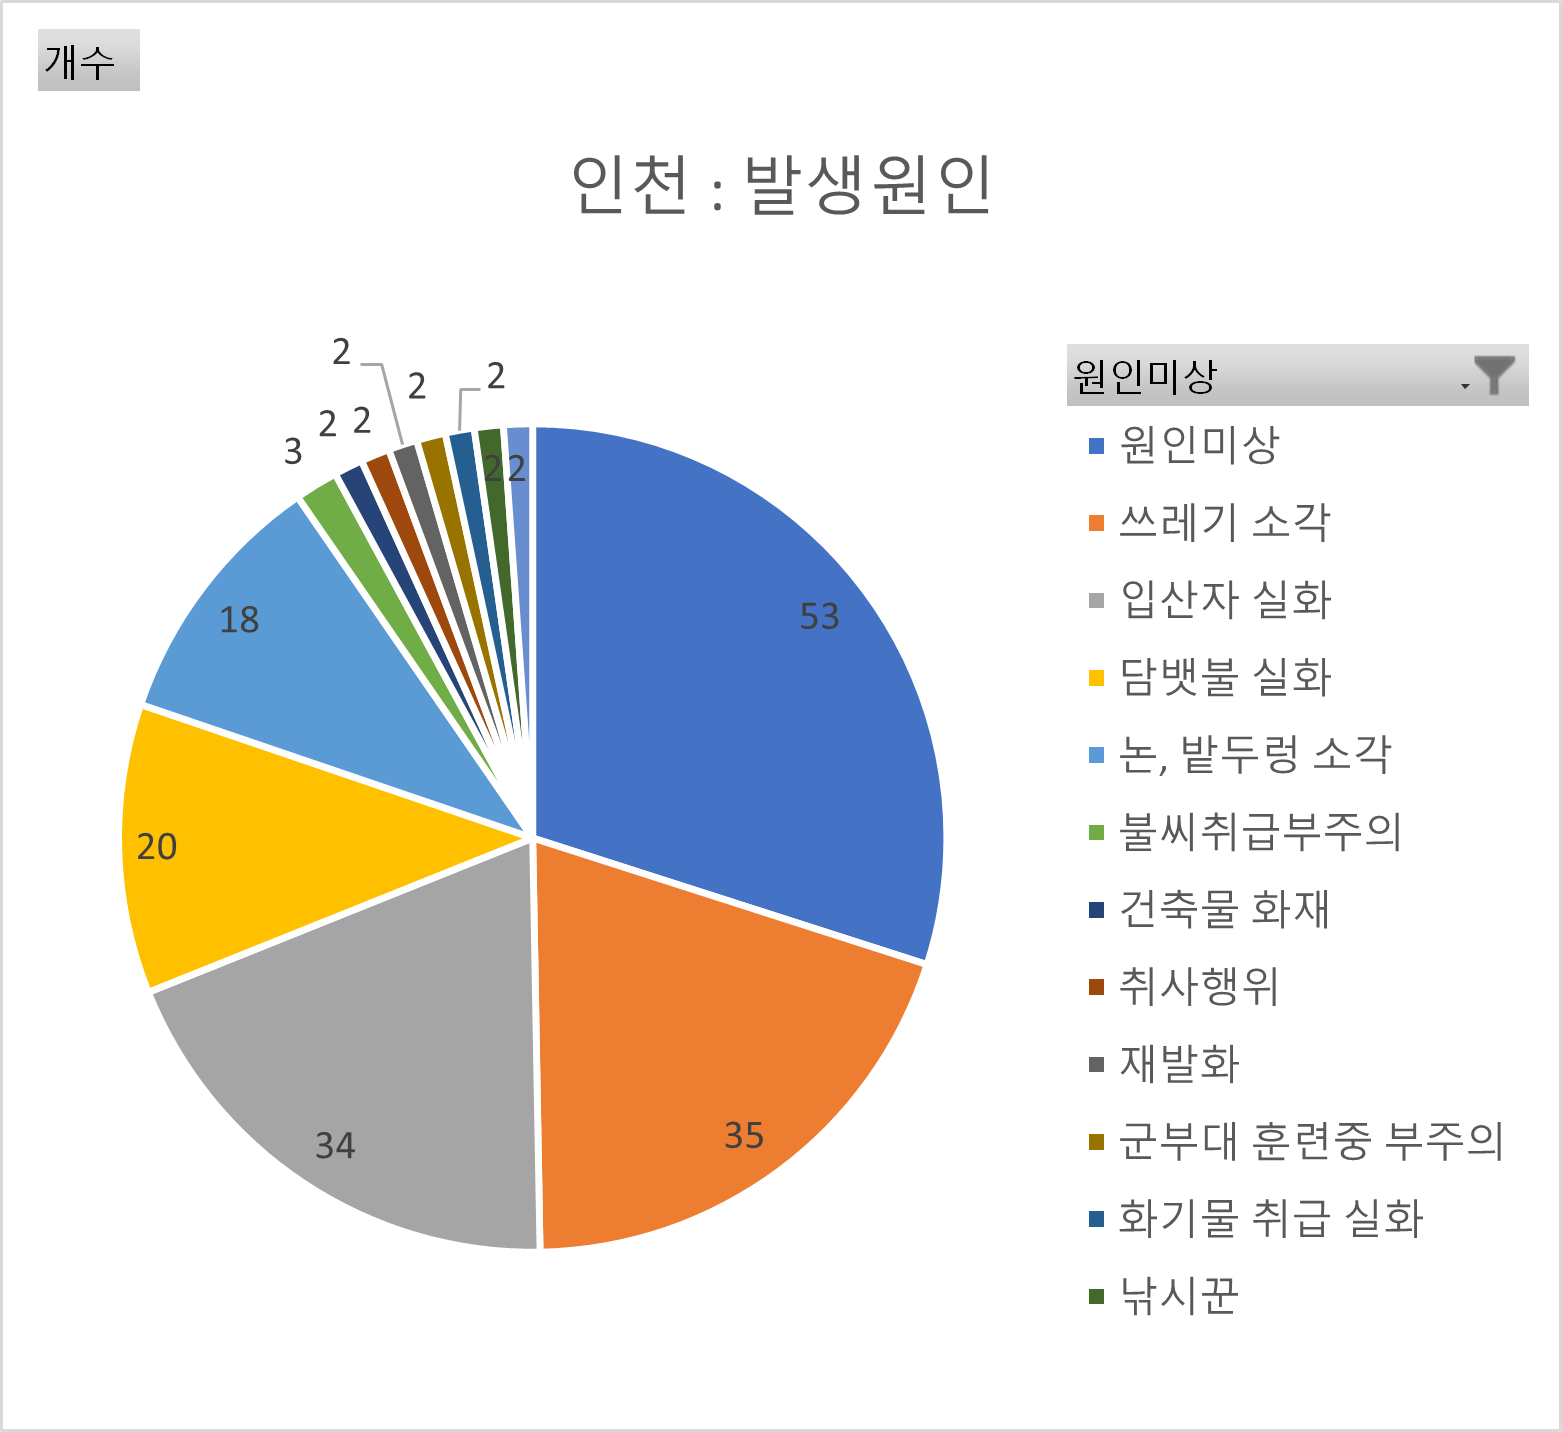 개수
인천 : 발생원인
2
2
2
2
2
3
2
2
53
18
20
34
35
원인미상
원인미상
쓰레기 소각
입산자 실화
담뱃불 실화
논, 밭두렁 소각
불씨취급부주의
건축물 화재
취사행위
재발화
군부대 훈련중 부주의
화기물 취급 실화
낚시꾼